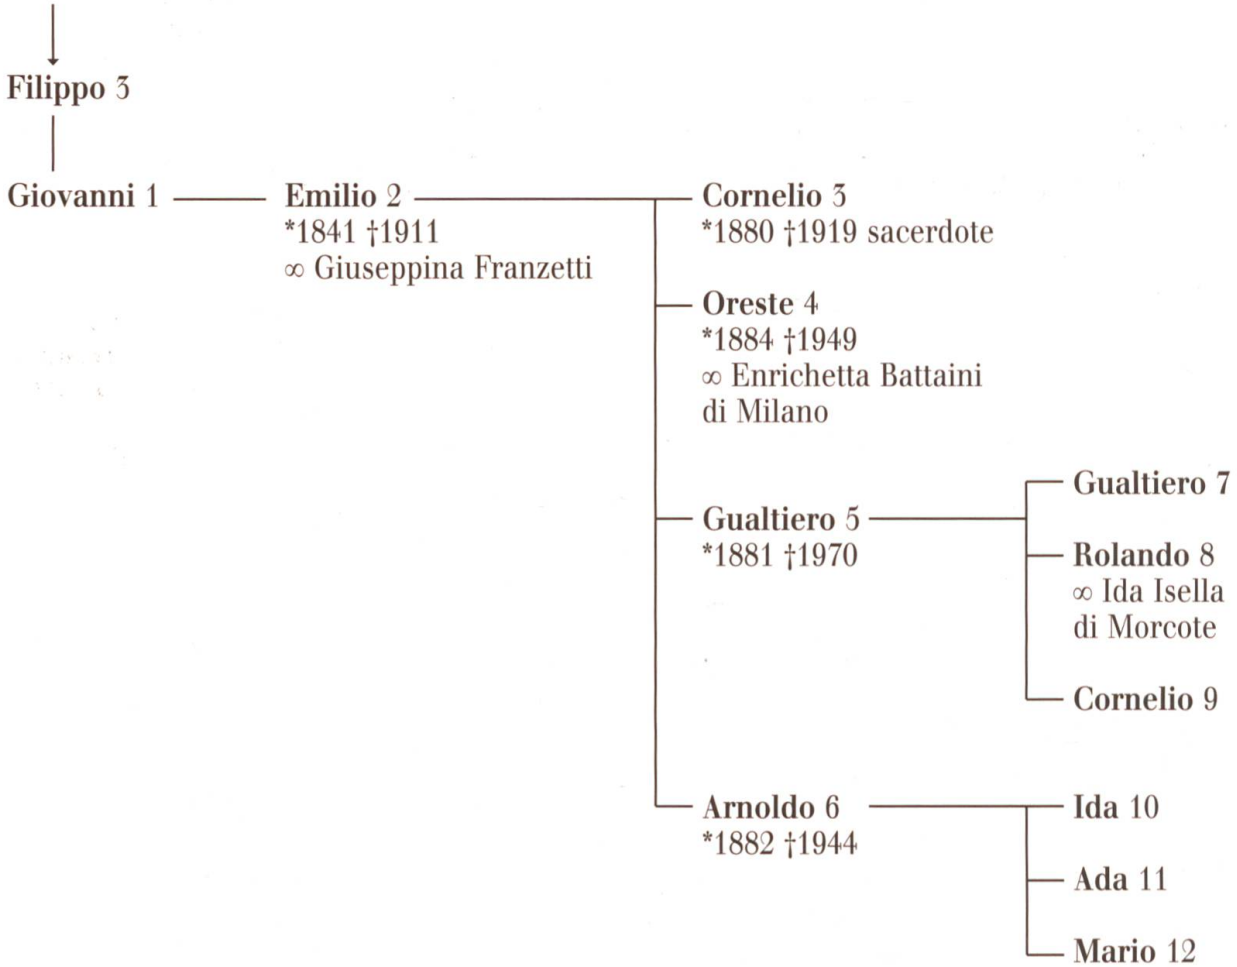 Filippo 3
Giovanni 1
Emilio 2
*1841 †1911
∞ Giuseppina Franzetti
Cornelio 3
*1880 †1919 sacerdote
Oreste 4
*1884 †1949
∞ Enrichetta Battaini
di Milano
Gualtiero 5
*1881 †1970
Gualtiero 7
Rolando 8
∞ Ida Isella
di Morcote
Cornelio 9
Arnoldo 6
*1882 †1944
Ida 10
Ada 11
Mario 12